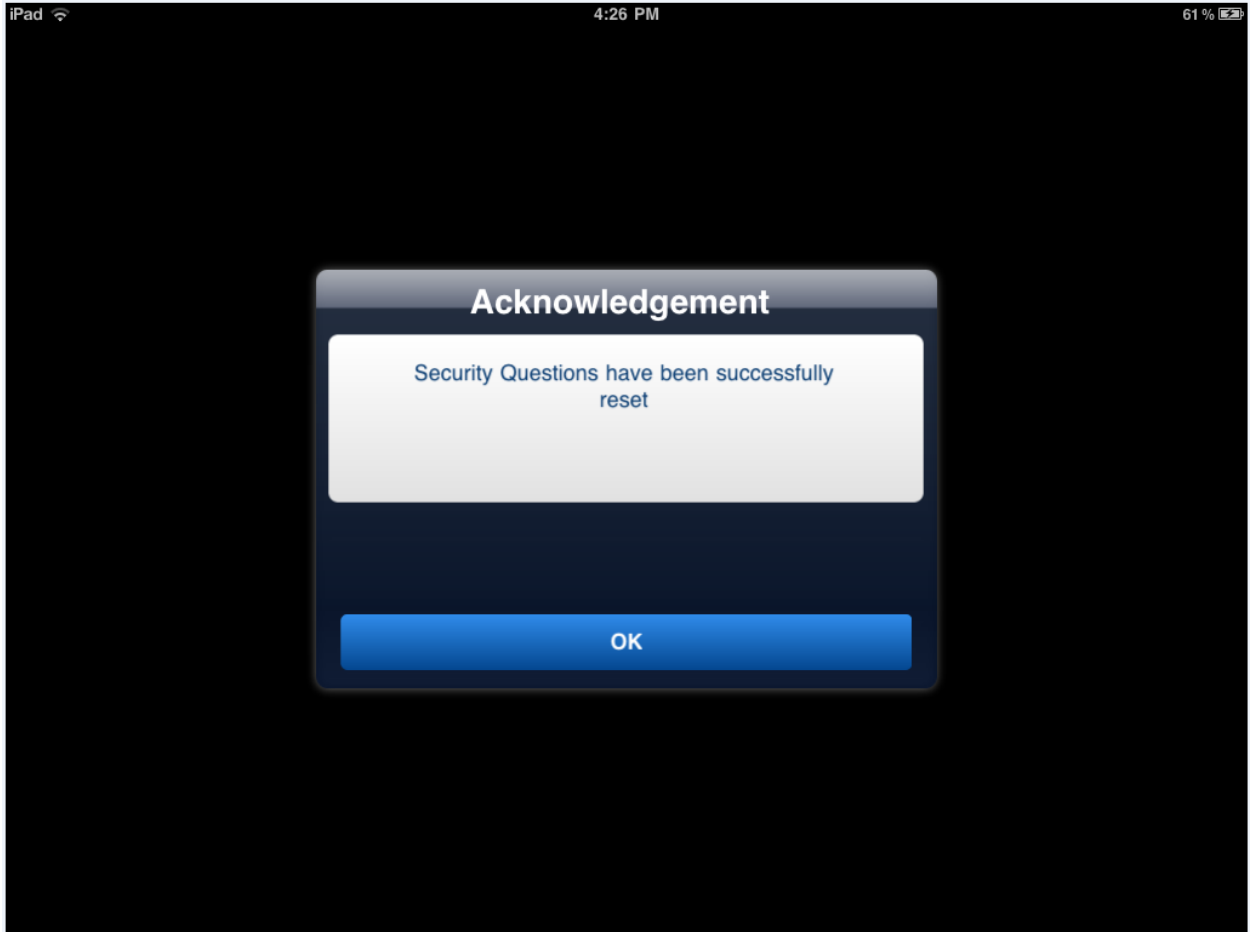 iPad 4:26 PM 61%
Acknowledgement
Security Questions have been successfully
reset
OK